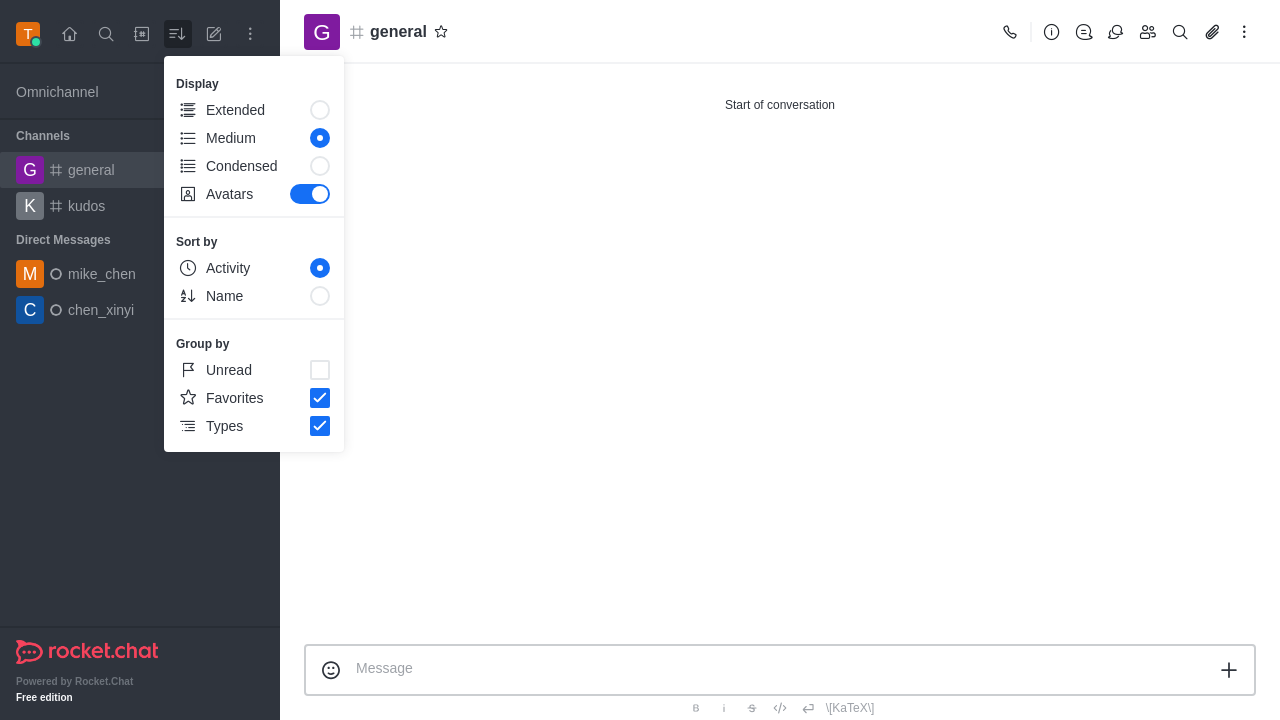 T
G
general
Omnichannel
Channels
G general
K kudos
Direct Messages
M mike_chen
C chen_xinyi
Display
Extended
Medium
Condensed
Avatars
Sort by
Activity
Name
Group by
Unread
Favorites
Types
Start of conversation
Message
B i S \[KaTeX\]
rocket.chat
Powered by Rocket.Chat
Free edition